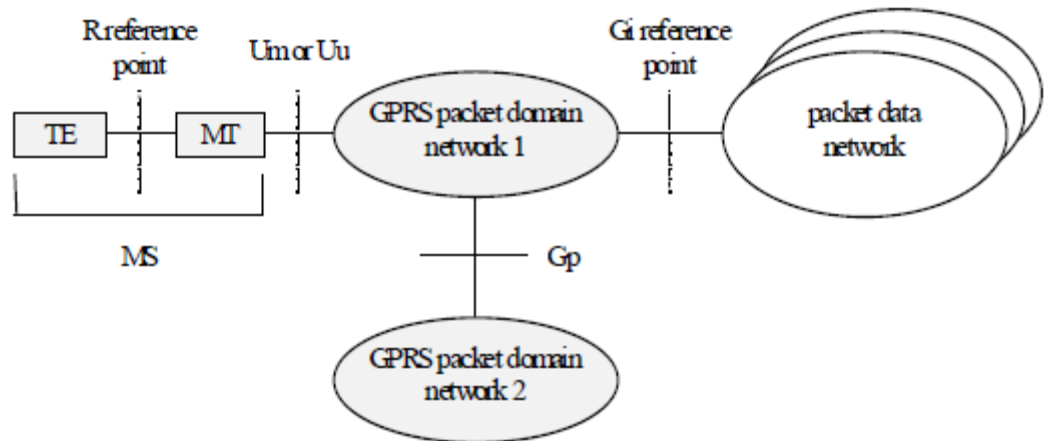 R reference
point
Um or Uu
Gi reference
point
TE
MT
GPRS packet domain
network 1
packet data
network
MS
Gp
GPRS packet domain
network 2